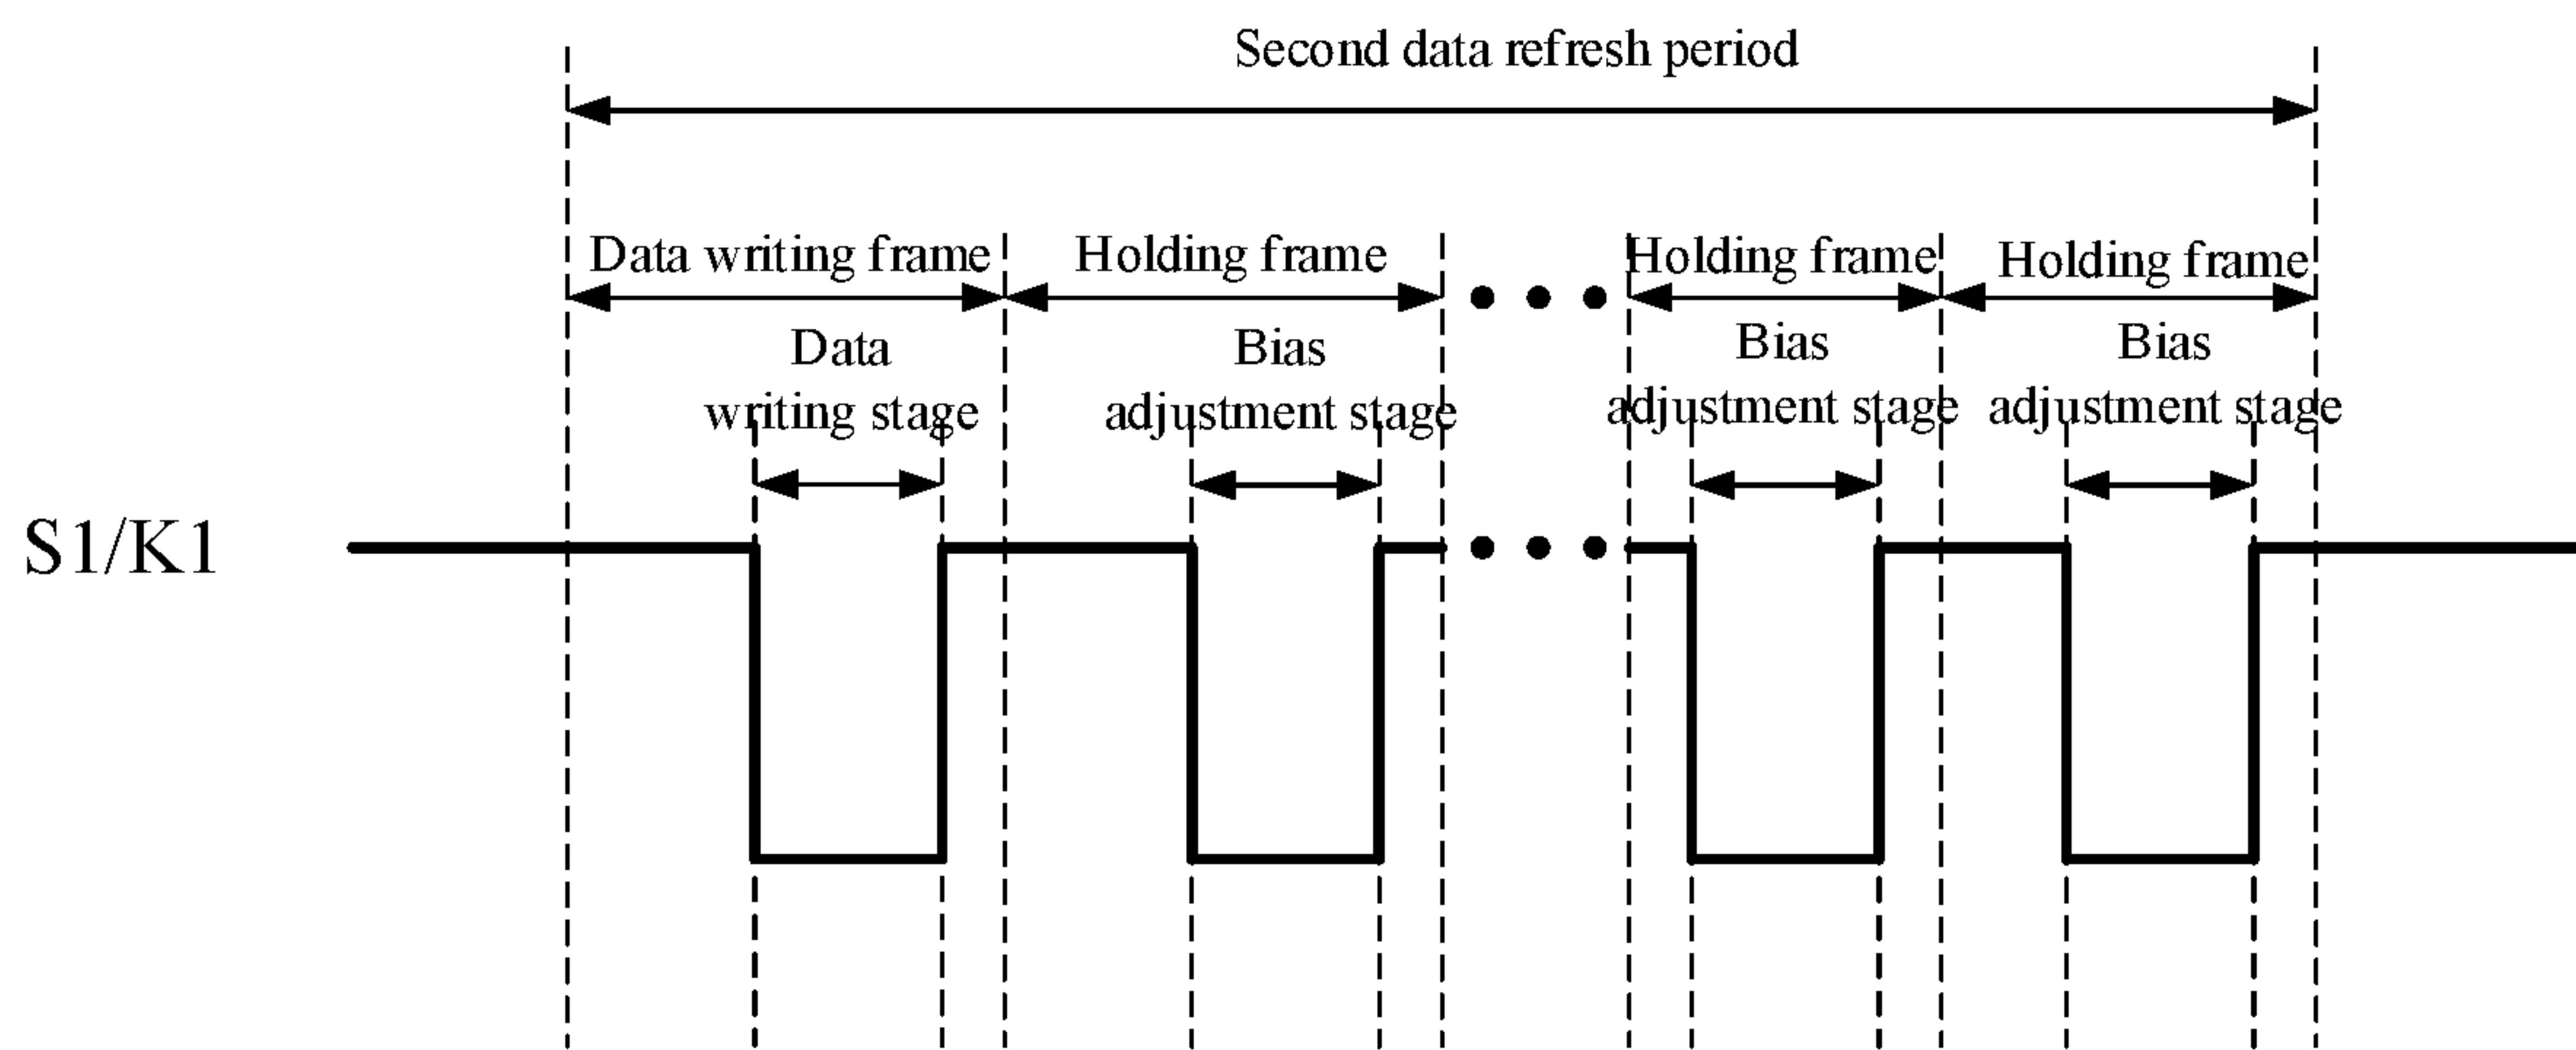 Second data refresh period
Data writing frame
Holding frame
Holding frame
Holding frame
Data
writing stage
Bias
adjustment stage
Bias
adjustment stage
Bias
adjustment stage
S1/K1